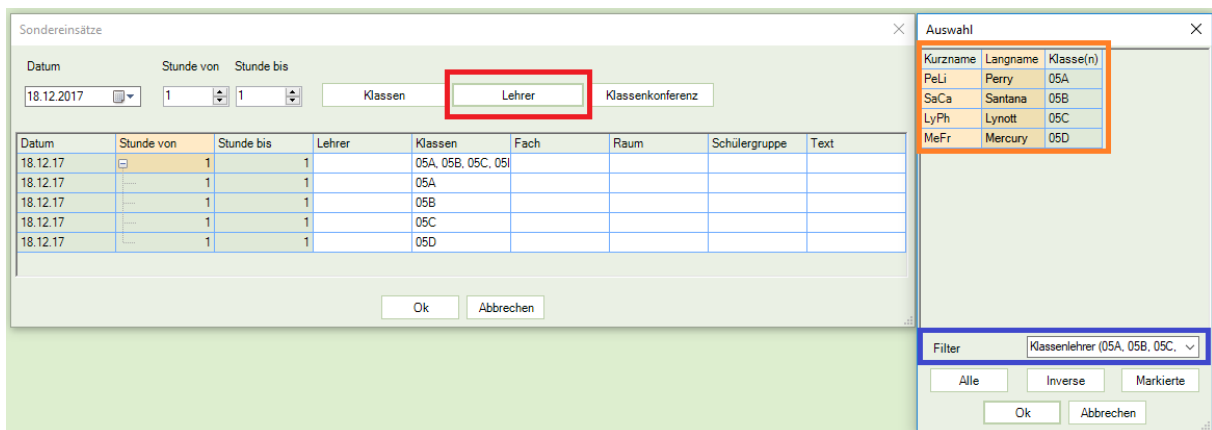 Sondereinsätze
Datum Stunde von Stunde bis
18.12.2017 1 1 Klassen Lehrer Klassenkonferenz
Datum Stunde von Stunde bis Lehrer Klassen Fach Raum Schülergruppe Text
18.12.17 1 1 05A, 05B, 05C, 05
18.12.17 1 1 05A
18.12.17 1 1 05B
18.12.17 1 1 05C
18.12.17 1 1 05D
Ok Abbrechen
Auswahl
Kurzname Langname Klasse(n)
PeLi Perry 05A
SaCa Santana 05B
LyPh Lynott 05C
MeFr Mercury 05D
Filter Klassenlehrer (05A, 05B, 05C,
Alle Inverse Markierte
Ok Abbrechen